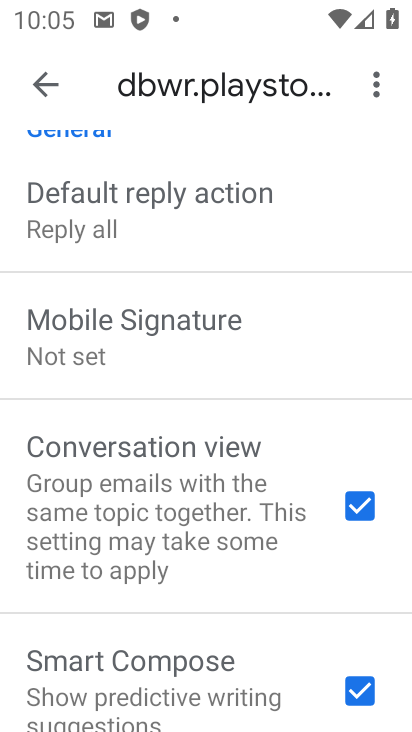 10:05
dbwr.playsto...
General
Default reply action
Reply all
Mobile Signature
Not set
Conversation view
Group emails with the
same topic together. This
setting may take some
time to apply
Smart Compose
Show predictive writing
suggestions